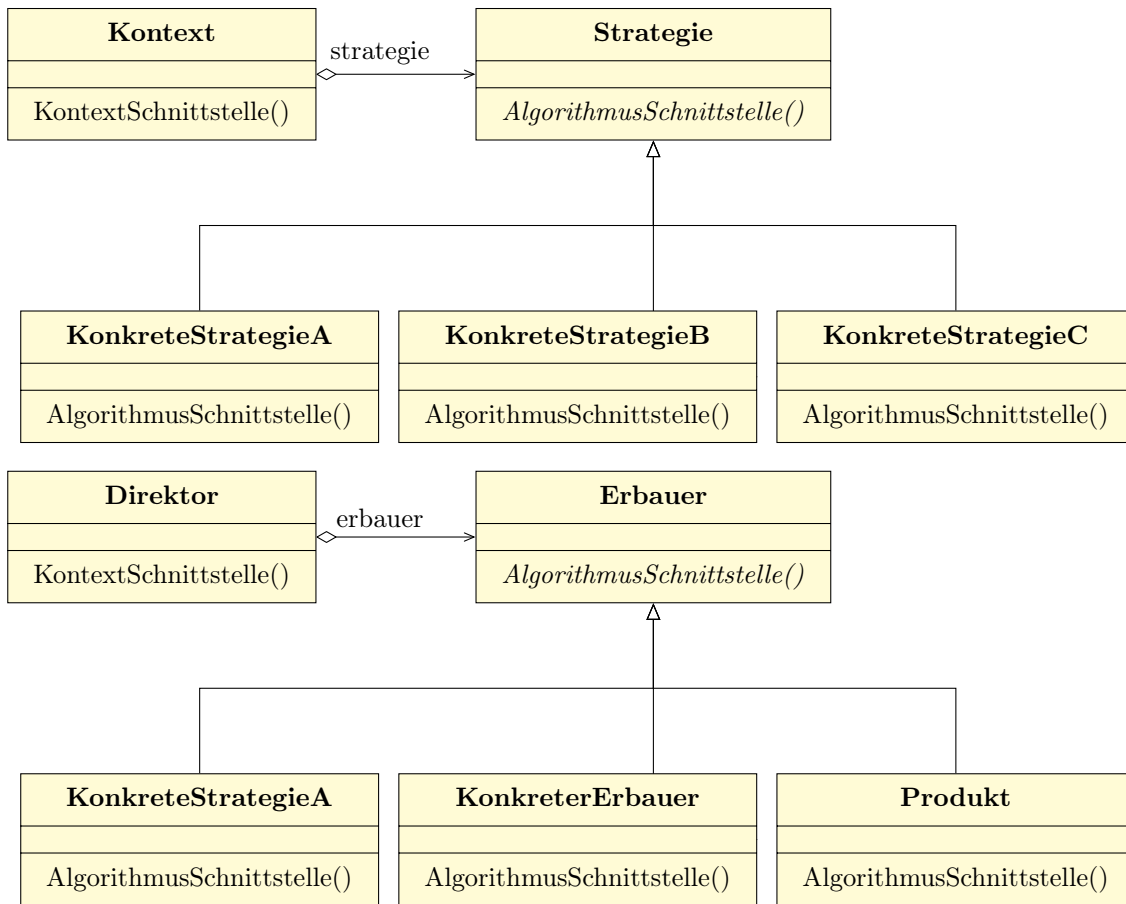 Kontext
strategie
Strategie
KontextSchnittstelle()
AlgorithmusSchnittstelle()
KonkreteStrategieA
KonkreteStrategieB
KonkreteStrategieC
AlgorithmusSchnittstelle()
AlgorithmusSchnittstelle()
AlgorithmusSchnittstelle()
Direktor
erbauer
Erbauer
KontextSchnittstelle()
AlgorithmusSchnittstelle()
KonkreteStrategieA
KonkreterErbauer
Produkt
AlgorithmusSchnittstelle()
AlgorithmusSchnittstelle()
AlgorithmusSchnittstelle()